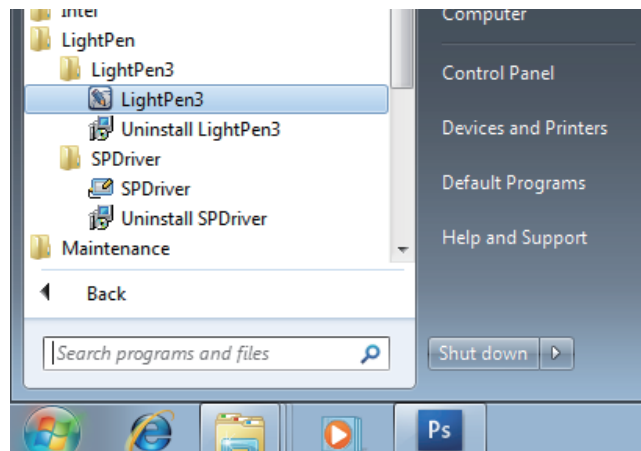 Intel
LightPen
LightPen3
LightPen3
Uninstall LightPen3
SPDriver
SPDriver
Uninstall SPDriver
Maintenance
Back
Search programs and files
Computer
Control Panel
Devices and Printers
Default Programs
Help and Support
Shut down
Ps